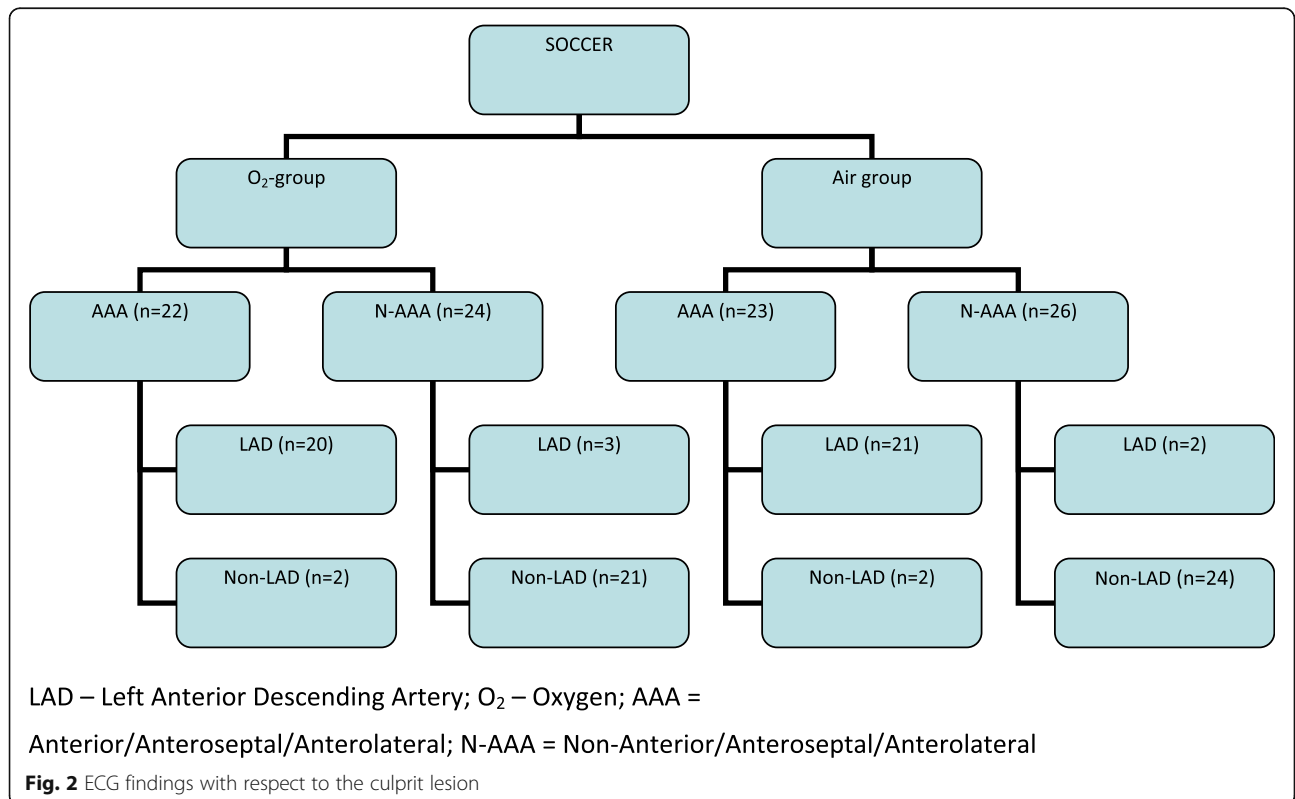 SOCCER
O₂-group
Air group
AAA (n=22)
N-AAA (n=24)
AAA (n=23)
N-AAA (n=26)
LAD (n=20)
LAD (n=3)
LAD (n=21)
LAD (n=2)
Non-LAD (n=2)
Non-LAD (n=21)
Non-LAD (n=2)
Non-LAD (n=24)
LAD – Left Anterior Descending Artery; O₂ – Oxygen; AAA =
Anterior/Anteroseptal/Anterolateral; N-AAA = Non-Anterior/Anteroseptal/Anterolateral
Fig. 2 ECG findings with respect to the culprit lesion